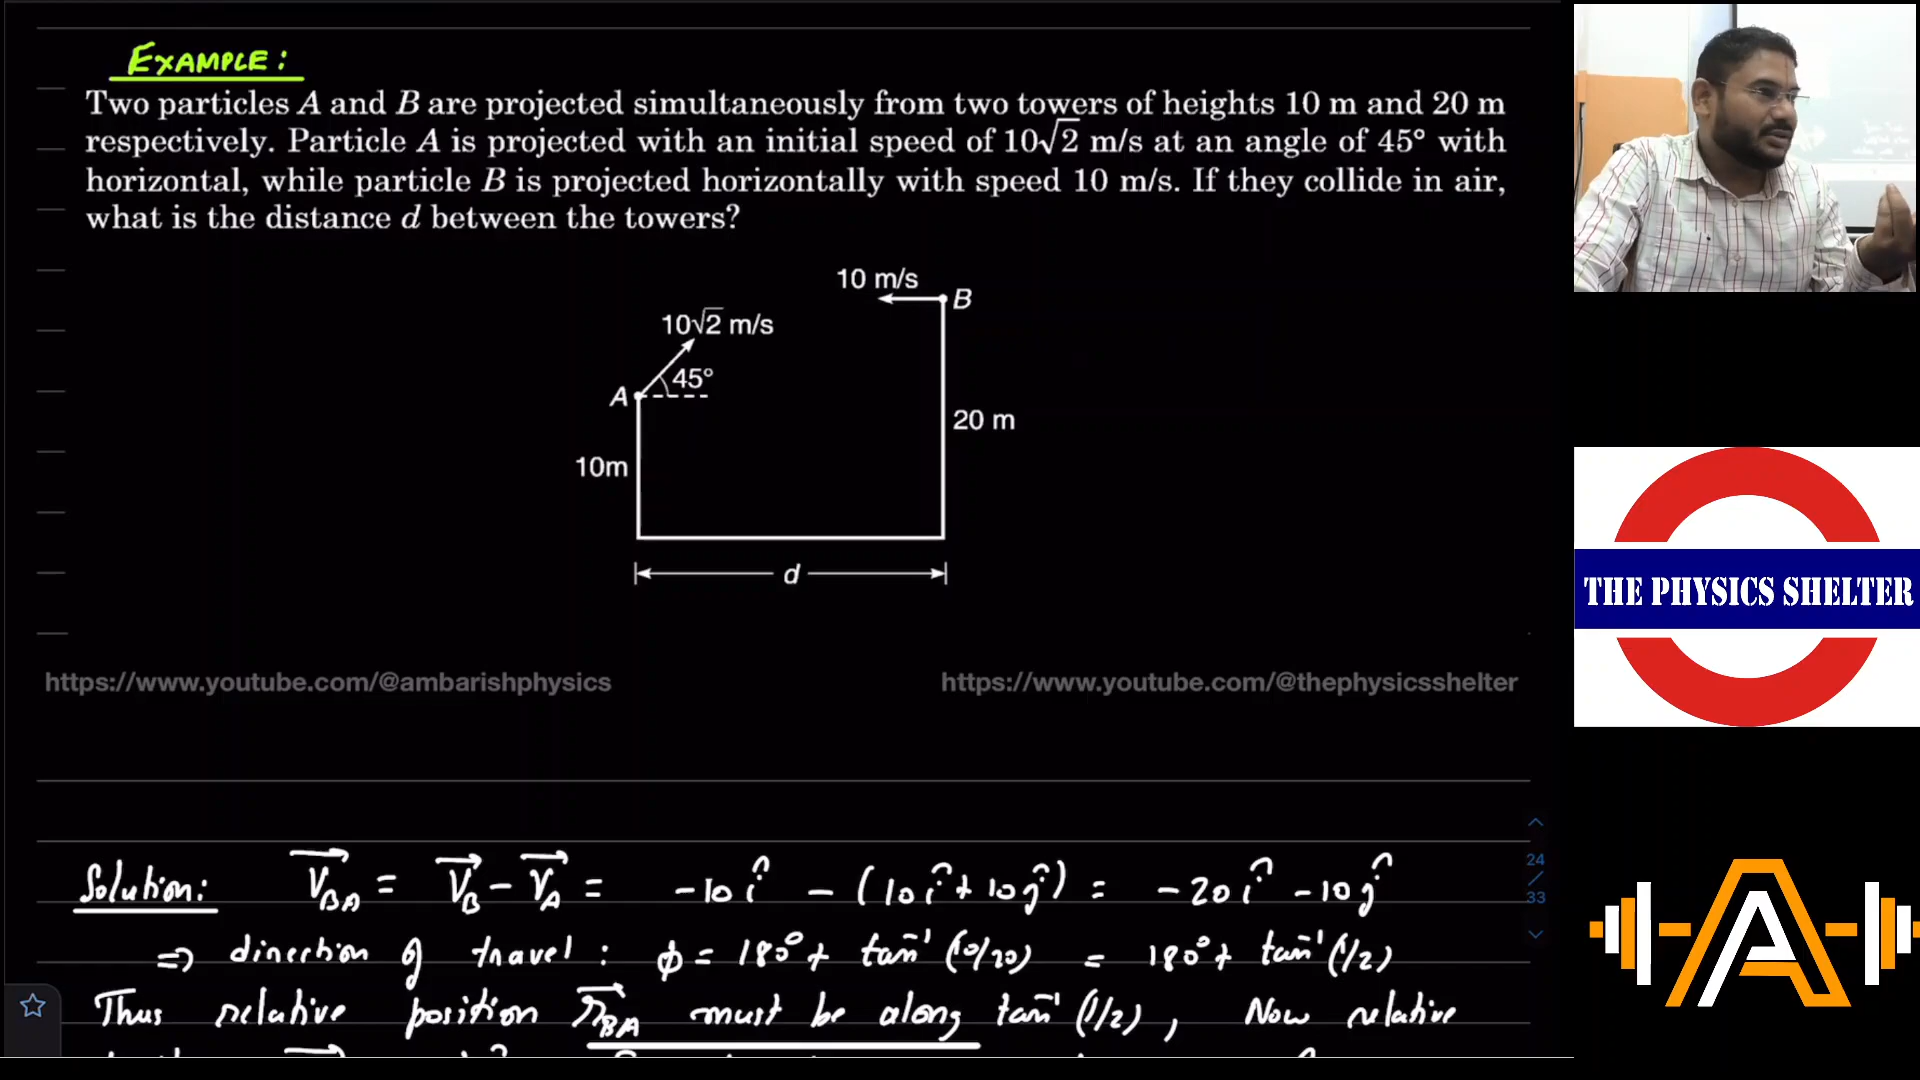 EXAMPLE:
Two particles A and B are projected simultaneously from two towers of heights 10 m and 20 m
respectively. Particle A is projected with an initial speed of 10√2 m/s at an angle of 45° with
horizontal, while particle B is projected horizontally with speed 10 m/s. If they collide in air,
what is the distance d between the towers?
10 m/s
B
10√2 m/s
45°
A
20 m
10m
d
THE PHYSICS SHELTER
https://www.youtube.com/@ambarishphysics
https://www.youtube.com/@thephysicsshelter
24
/
33
Solution: V⃗BA = V⃗B - V⃗A = -10 î - (10 î + 10 ĵ) = -20 î - 10 ĵ
⇒ direction of travel : ϕ = 180° + tan⁻¹ (10/20) = 180° + tan⁻¹ (1/2)
Thus relative position r⃗BA must be along tan⁻¹ (1/2), Now relative